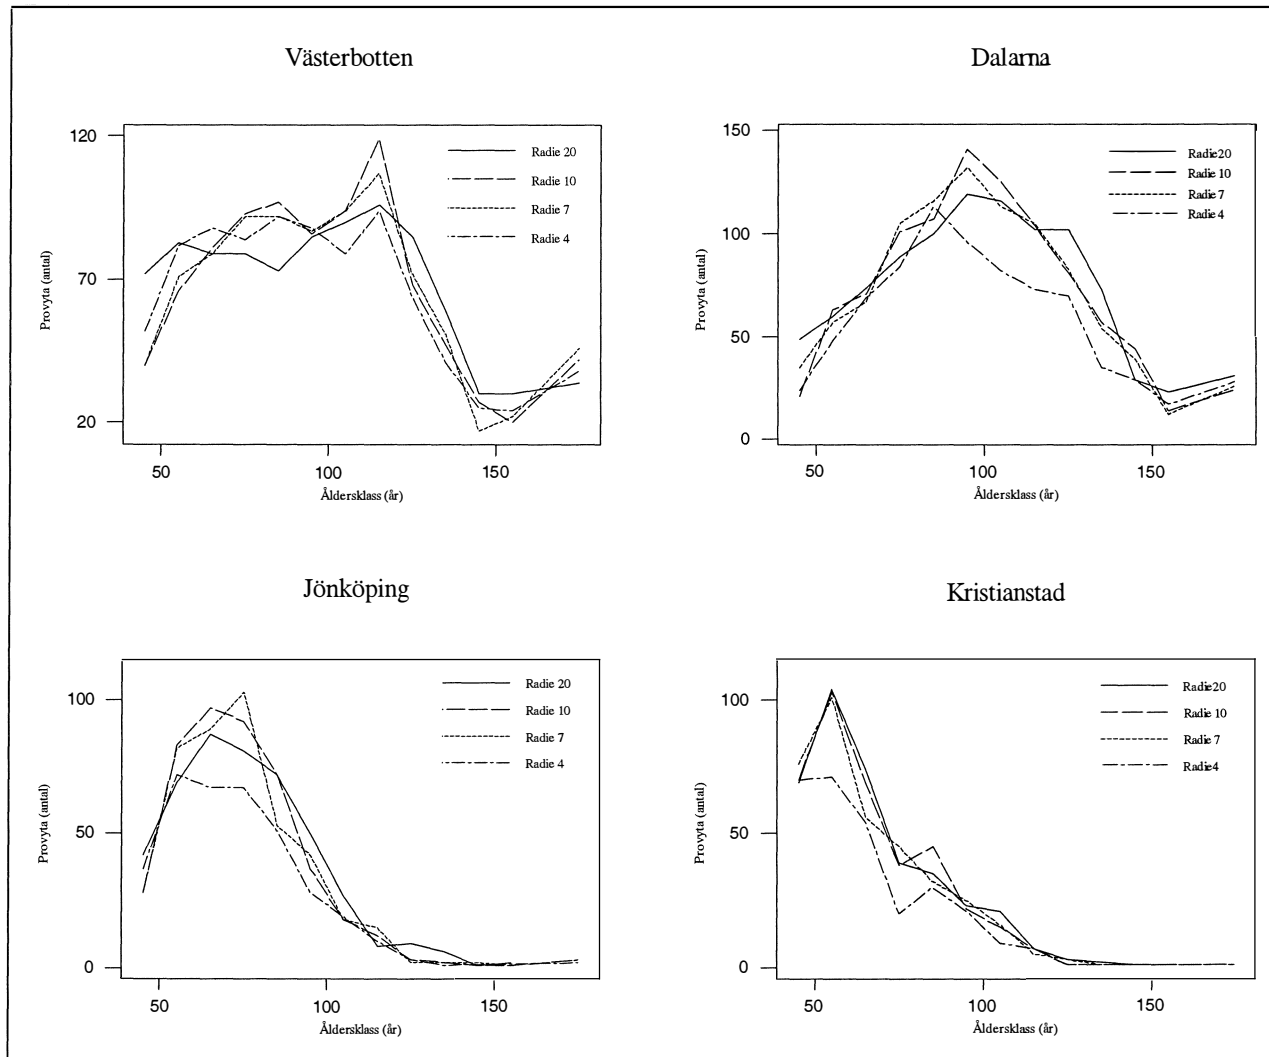 Västerbotten
120
70
20
Provyta (antal)
Radie 20
Radie 10
Radie 7
Radie 4
50
100
150
Åldersklass (år)
Dalarna
150
100
50
0
Provyta (antal)
Radie20
Radie 10
Radie 7
Radie 4
50
100
150
Åldersklass (år)
Jönköping
100
50
0
Provyta (antal)
Radie 20
Radie 10
Radie 7
Radie 4
50
100
150
Åldersklass (år)
Kristianstad
100
50
0
Provyta (antal)
Radie20
Radie 10
Radie 7
Radie4
50
100
150
Åldersklass (år)